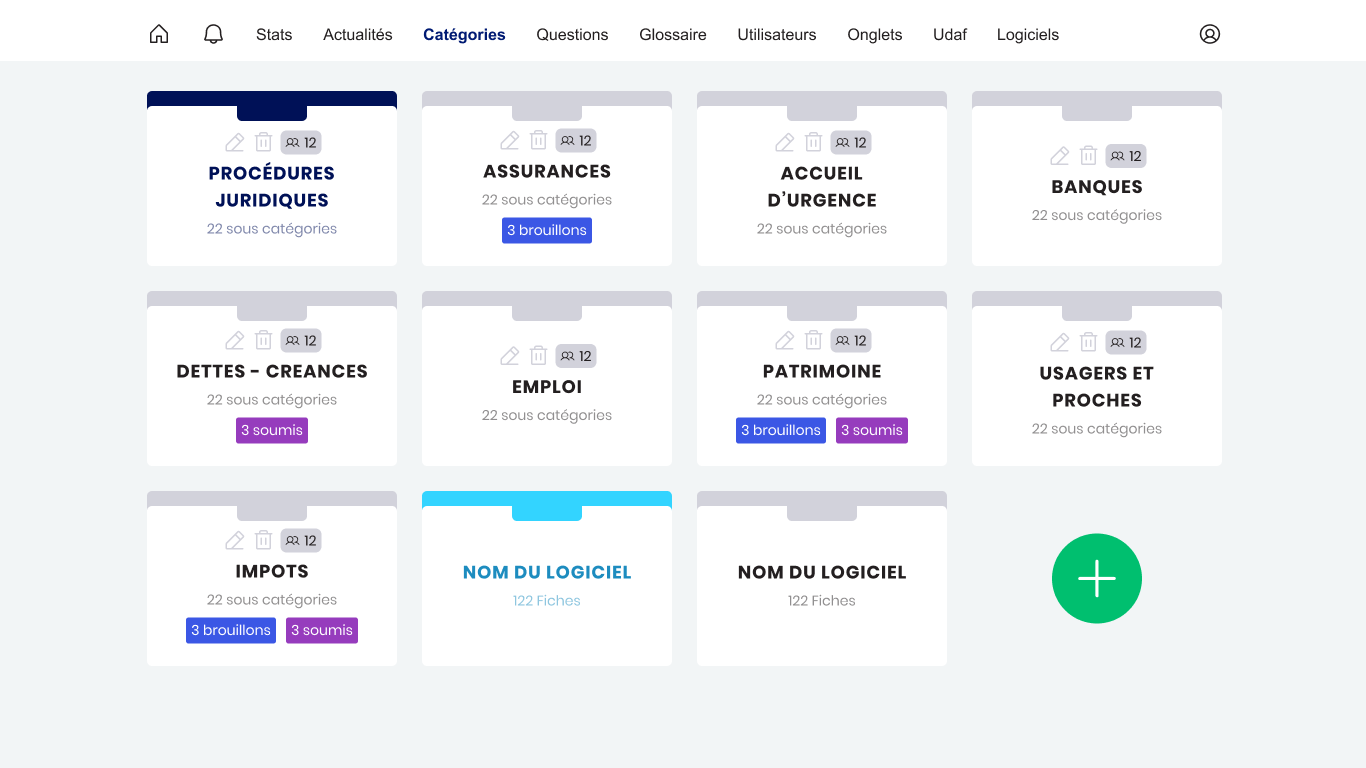 Stats Actualités Catégories Questions Glossaire Utilisateurs Onglets Udaf Logiciels
12
PROCÉDURES
JURIDIQUES
22 sous catégories
12
ASSURANCES
22 sous catégories
3 brouillons
12
ACCUEIL
D’URGENCE
22 sous catégories
12
BANQUES
22 sous catégories
12
DETTES - CREANCES
22 sous catégories
3 soumis
12
EMPLOI
22 sous catégories
12
PATRIMOINE
22 sous catégories
3 brouillons 3 soumis
12
USAGERS ET
PROCHES
22 sous catégories
12
IMPOTS
22 sous catégories
3 brouillons 3 soumis
NOM DU LOGICIEL
122 Fiches
NOM DU LOGICIEL
122 Fiches